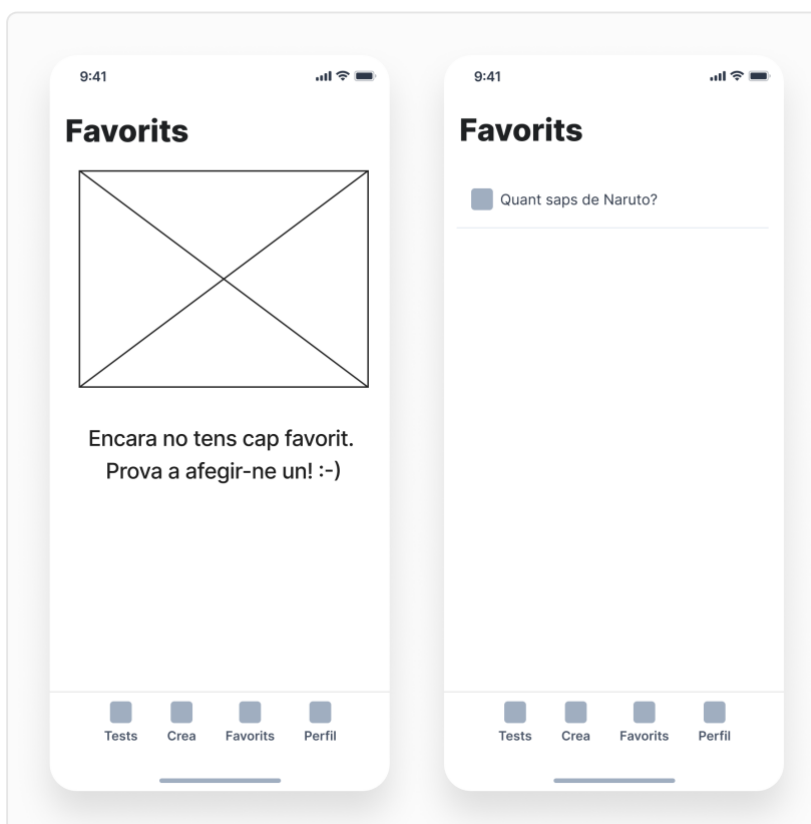 9:41
Favorits
Encara no tens cap favorit.
Prova a afegir-ne un! :-)
Tests
Crea
Favorits
Perfil
9:41
Favorits
Quant saps de Naruto?
Tests
Crea
Favorits
Perfil